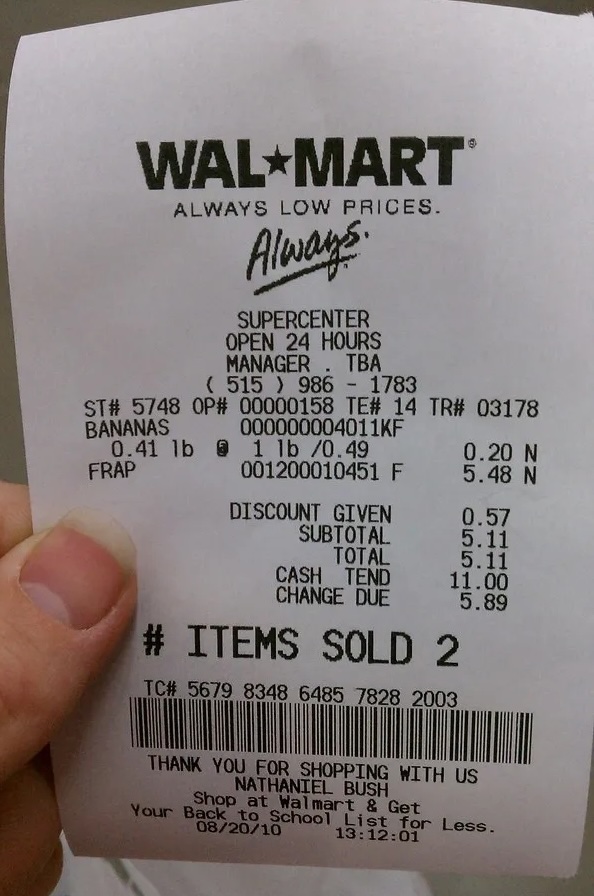 WAL★MART®
ALWAYS LOW PRICES.
Always.
SUPERCENTER
OPEN 24 HOURS
MANAGER . TBA
( 515 ) 986 - 1783
ST# 5748 OP# 00000158 TE# 14 TR# 03178
BANANAS 000000004011KF
0.41 lb @ 1 lb /0.49 0.20 N
FRAP 001200010451 F 5.48 N
DISCOUNT GIVEN 0.57
SUBTOTAL 5.11
TOTAL 5.11
CASH TEND 11.00
CHANGE DUE 5.89
# ITEMS SOLD 2
TC# 5679 8348 6485 7828 2003
THANK YOU FOR SHOPPING WITH US
NATHANIEL BUSH
Shop at Walmart & Get
Your Back to School List for Less.
08/20/10 13:12:01